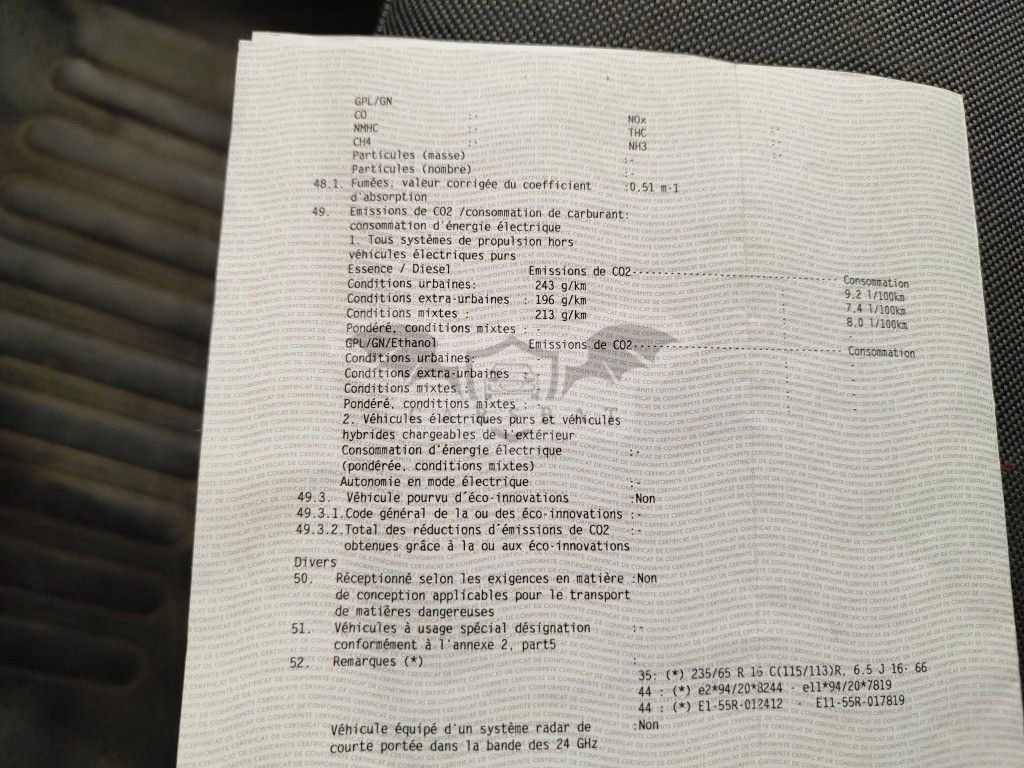 GPL/GN
CO : - NOx : -
NMHC : - THC : -
CH4 : - NH3 : -
Particules (masse) : -
Particules (nombre) : -
48.1. Fumées, valeur corrigée du coefficient :0.51 m-1
d'absorption
49. Emissions de CO2 /consommation de carburant:
consommation d'énergie électrique
1. Tous systèmes de propulsion hors
véhicules électriques purs
Essence / Diesel Emissions de CO2------------------------------ Consommation
Conditions urbaines: 243 g/km : 9.2 l/100km
Conditions extra-urbaines : 196 g/km : 7.4 l/100km
Conditions mixtes : 213 g/km : 8.0 l/100km
Pondéré, conditions mixtes : - : -
GPL/GN/Ethanol Emissions de CO2------------------------------ Consommation
Conditions urbaines: - : -
Conditions extra-urbaines : - : -
Conditions mixtes : - : -
Pondéré, conditions mixtes : - : -
2. Véhicules électriques purs et véhicules
hybrides chargeables de l'extérieur
Consommation d'énergie électrique :-
(pondérée, conditions mixtes)
Autonomie en mode électrique :-
49.3. Véhicule pourvu d'éco-innovations :Non
49.3.1.Code général de la ou des éco-innovations :-
49.3.2.Total des réductions d'émissions de CO2 :-
obtenues grâce à la ou aux éco-innovations
Divers
50. Réceptionné selon les exigences en matière :Non
de conception applicables pour le transport
de matières dangereuses
51. Véhicules à usage spécial désignation :-
conformément à l'annexe 2, part5
52. Remarques (*) :
35: (*) 235/65 R 16 C(115/113)R, 6.5 J 16- 66
44 : (*) e2*94/20*8244 - e11*94/20*7819
44 : (*) E1-55R-012412 - E11-55R-017819
Véhicule équipé d'un système radar de :Non
courte portée dans la bande des 24 GHz